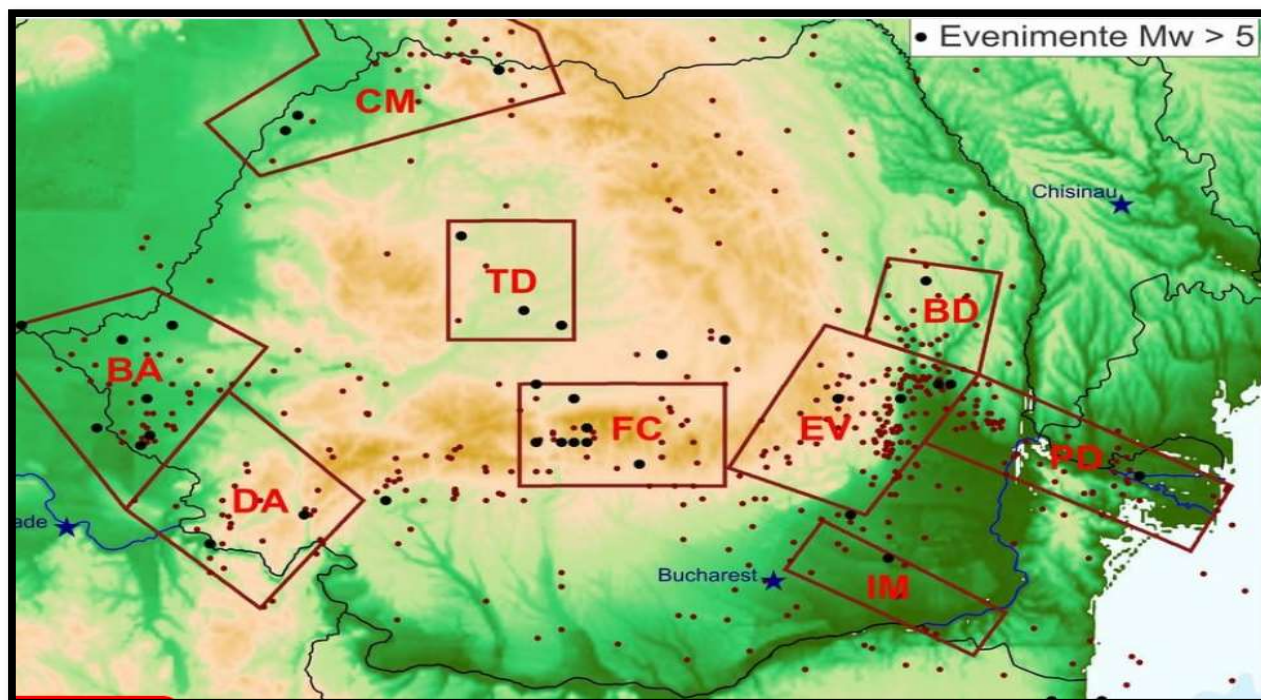 Evenimente Mw > 5
CM
Chisinau
TD
BD
BA
FC
EV
PD
DA
ade
Bucharest
IM